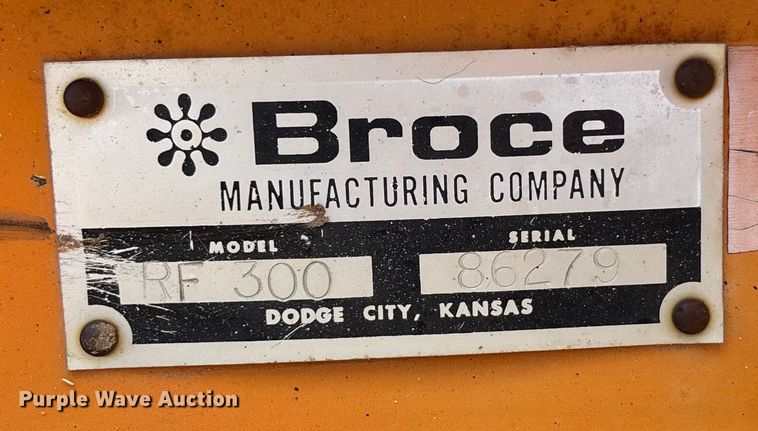 Broce
MANUFACTURING COMPANY
MODEL SERIAL
RF 300 86279
DODGE CITY, KANSAS
Purple Wave Auction